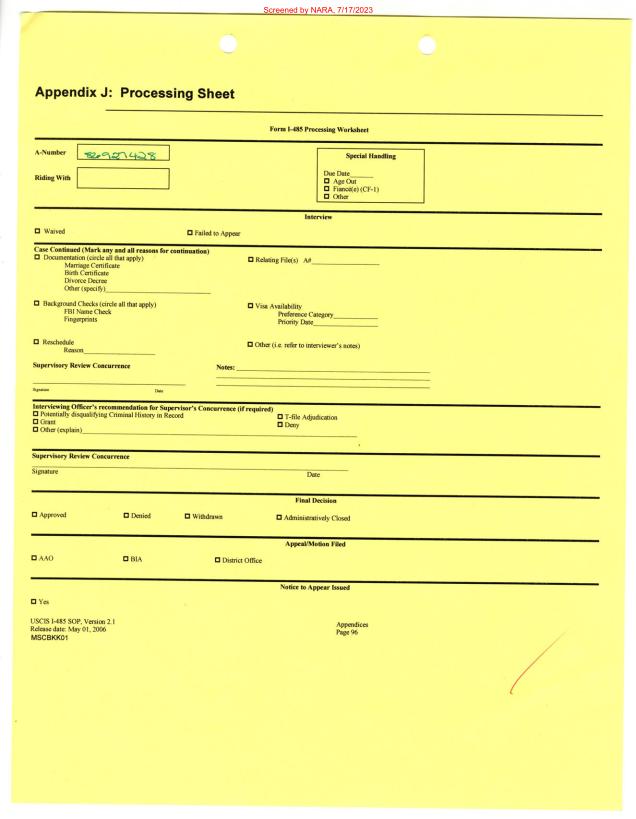 Screened by NARA, 7/17/2023
Appendix J: Processing Sheet
Form I-485 Processing Worksheet
A-Number
Special Handling
Riding With
Due Date______
Age Out
Fiancé(e) (CF-1)
Other
Interview
Waived
Failed to Appear
Case Continued (Mark any and all reasons for continuation)
Documentation (circle all that apply)
Relating File(s) A#
Marriage Certificate
Birth Certificate
Divorce Decree
Other (specify)
Background Checks (circle all that apply)
Visa Availability
FBI Name Check
Preference Category
Fingerprints
Priority Date
Reschedule
Other (i.e. refer to interviewer's notes)
Reason
Supervisory Review Concurrence
Notes:
Signature Date
Interviewing Officer's recommendation for Supervisor's Concurrence (if required)
Potentially disqualifying Criminal History in Record
T-file Adjudication
Grant
Deny
Other (explain)
Supervisory Review Concurrence
Signature Date
Final Decision
Approved Denied Withdrawn Administratively Closed
Appeal/Motion Filed
AAO BIA District Office
Notice to Appear Issued
Yes
USCIS I-485 SOP, Version 2.1
Appendices
Release date: May 01, 2006
Page 96
MSCBKK01